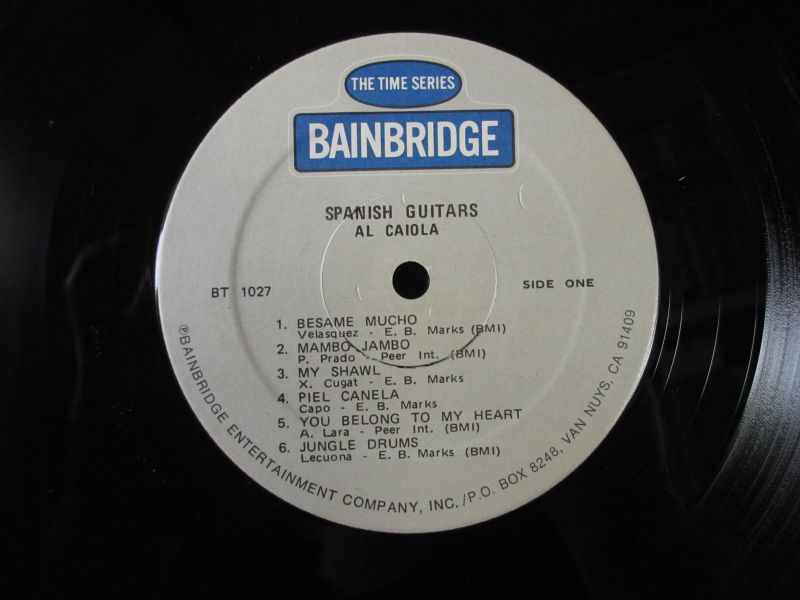 THE TIME SERIES
BAINBRIDGE
SPANISH GUITARS
AL CAIOLA
BT 1027
SIDE ONE
1. BESAME MUCHO
Velasquez - E. B. Marks (BMI)
2. MAMBO JAMBO
P. Prado - Peer Int. (BMI)
3. MY SHAWL
X. Cugat - E. B. Marks
4. PIEL CANELA
Capo - E. B. Marks
5. YOU BELONG TO MY HEART
A. Lara - Peer Int. (BMI)
6. JUNGLE DRUMS
Lecuona - E. B. Marks (BMI)
℗BAINBRIDGE ENTERTAINMENT COMPANY, INC./P.O. BOX 8248, VAN NUYS, CA 91409